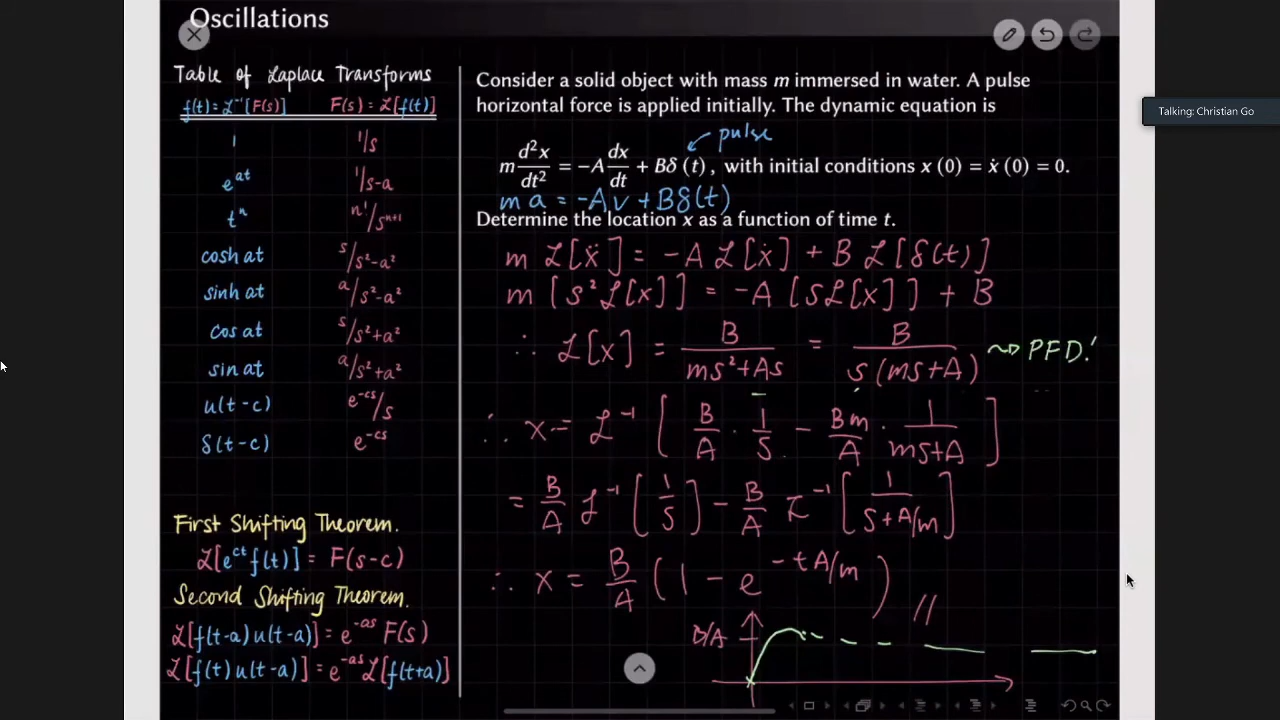 Oscillations
Talking: Christian Go
Table of Laplace Transforms
f(t) = ℒ⁻¹[F(s)] F(s) = ℒ[f(t)]
1 1/s
e^at 1/s-a
tⁿ n!/s^n+1
cosh at s/s²-a²
sinh at a/s²-a²
cos at s/s²+a²
sin at a/s²+a²
u(t-c) e^-cs/s
δ(t-c) e^-cs
First Shifting Theorem.
ℒ[e^ct f(t)] = F(s-c)
Second Shifting Theorem.
ℒ[f(t-a)u(t-a)] = e^-as F(s)
ℒ[f(t)u(t-a)] = e^-as ℒ[f(t+a)]
Consider a solid object with mass m immersed in water. A pulse
horizontal force is applied initially. The dynamic equation is
pulse
m d²x/dt² = -A dx/dt + Bδ (t), with initial conditions x (0) = ẋ (0) = 0.
m a = -A v + Bδ(t)
Determine the location x as a function of time t.
m ℒ[ẍ] = -A ℒ[ẋ] + B ℒ[δ(t)]
m [s²ℒ[x]] = -A [sℒ[x]] + B
∴ ℒ[x] = B/(ms²+As) = B/(s(ms+A)) ⇝ PFD!
∴ x = ℒ⁻¹ [B/A · 1/s - Bm/A · 1/(ms+A)]
= B/A ℒ⁻¹ [1/s] - B/A ℒ⁻¹ [1/(s+A/m)]
∴ x = B/A (1 - e^-tA/m) //
B/A